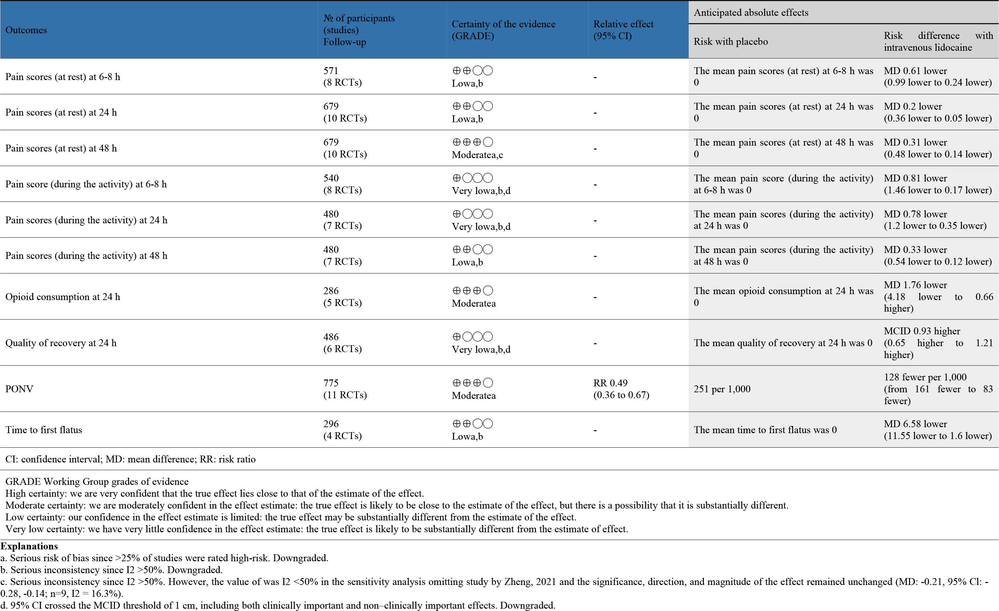 Outcomes
№ of participants
(studies)
Follow-up
Certainty of the evidence
(GRADE)
Relative effect
(95% CI)
Anticipated absolute effects
Risk with placebo
Risk difference with
intravenous lidocaine
Pain scores (at rest) at 6-8 h
571
(8 RCTs)
⊕⊕◯◯
Lowa,b
-
The mean pain scores (at rest) at 6-8 h was
0
MD 0.61 lower
(0.99 lower to 0.24 lower)
Pain scores (at rest) at 24 h
679
(10 RCTs)
⊕⊕◯◯
Lowa,b
-
The mean pain scores (at rest) at 24 h was
0
MD 0.2 lower
(0.36 lower to 0.05 lower)
Pain scores (at rest) at 48 h
679
(10 RCTs)
⊕⊕⊕◯
Moderatea,c
-
The mean pain scores (at rest) at 48 h was
0
MD 0.31 lower
(0.48 lower to 0.14 lower)
Pain score (during the activity) at 6-8 h
540
(8 RCTs)
⊕◯◯◯
Very lowa,b,d
-
The mean pain score (during the activity)
at 6-8 h was 0
MD 0.81 lower
(1.46 lower to 0.17 lower)
Pain scores (during the activity) at 24 h
480
(7 RCTs)
⊕◯◯◯
Very lowa,b,d
-
The mean pain scores (during the activity)
at 24 h was 0
MD 0.78 lower
(1.2 lower to 0.35 lower)
Pain scores (during the activity) at 48 h
480
(7 RCTs)
⊕⊕◯◯
Lowa,b
-
The mean pain scores (during the activity)
at 48 h was 0
MD 0.33 lower
(0.54 lower to 0.12 lower)
Opioid consumption at 24 h
286
(5 RCTs)
⊕⊕⊕◯
Moderatea
-
The mean opioid consumption at 24 h was
0
MD 1.76 lower
(4.18 lower to 0.66
higher)
Quality of recovery at 24 h
486
(6 RCTs)
⊕◯◯◯
Very lowa,b,d
-
The mean quality of recovery at 24 h was 0
MCID 0.93 higher
(0.65 higher to 1.21
higher)
PONV
775
(11 RCTs)
⊕⊕⊕◯
Moderatea
RR 0.49
(0.36 to 0.67)
251 per 1,000
128 fewer per 1,000
(from 161 fewer to 83
fewer)
Time to first flatus
296
(4 RCTs)
⊕⊕◯◯
Lowa,b
-
The mean time to first flatus was 0
MD 6.58 lower
(11.55 lower to 1.6 lower)
CI: confidence interval; MD: mean difference; RR: risk ratio
GRADE Working Group grades of evidence
High certainty: we are very confident that the true effect lies close to that of the estimate of the effect.
Moderate certainty: we are moderately confident in the effect estimate: the true effect is likely to be close to the estimate of the effect, but there is a possibility that it is substantially different.
Low certainty: our confidence in the effect estimate is limited: the true effect may be substantially different from the estimate of the effect.
Very low certainty: we have very little confidence in the effect estimate: the true effect is likely to be substantially different from the estimate of effect.
Explanations
a. Serious risk of bias since >25% of studies were rated high-risk. Downgraded.
b. Serious inconsistency since I2 >50%. Downgraded.
c. Serious inconsistency since I2 >50%. However, the value of was I2 <50% in the sensitivity analysis omitting study by Zheng, 2021 and the significance, direction, and magnitude of the effect remained unchanged (MD: -0.21, 95% Cl: -
0.28, -0.14; n=9, I2 = 16.3%).
d. 95% CI crossed the MCID threshold of 1 cm, including both clinically important and non–clinically important effects. Downgraded.